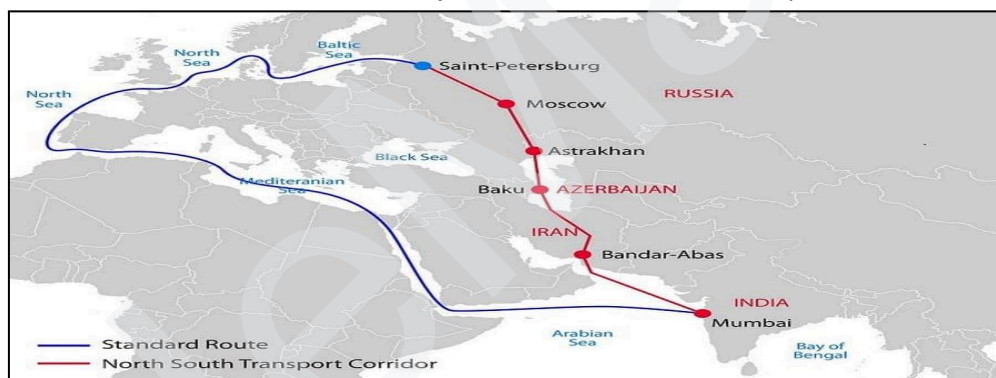 Baltic
Sea
North
Sea
Saint-Petersburg
North
Sea
RUSSIA
Moscow
Astrakhan
Black Sea
Baku
AZERBAIJAN
Mediteranian
Sea
IRAN
Bandar-Abas
INDIA
Mumbai
Arabian
Sea
Bay of
Bengal
Standard Route
North South Transport Corridor